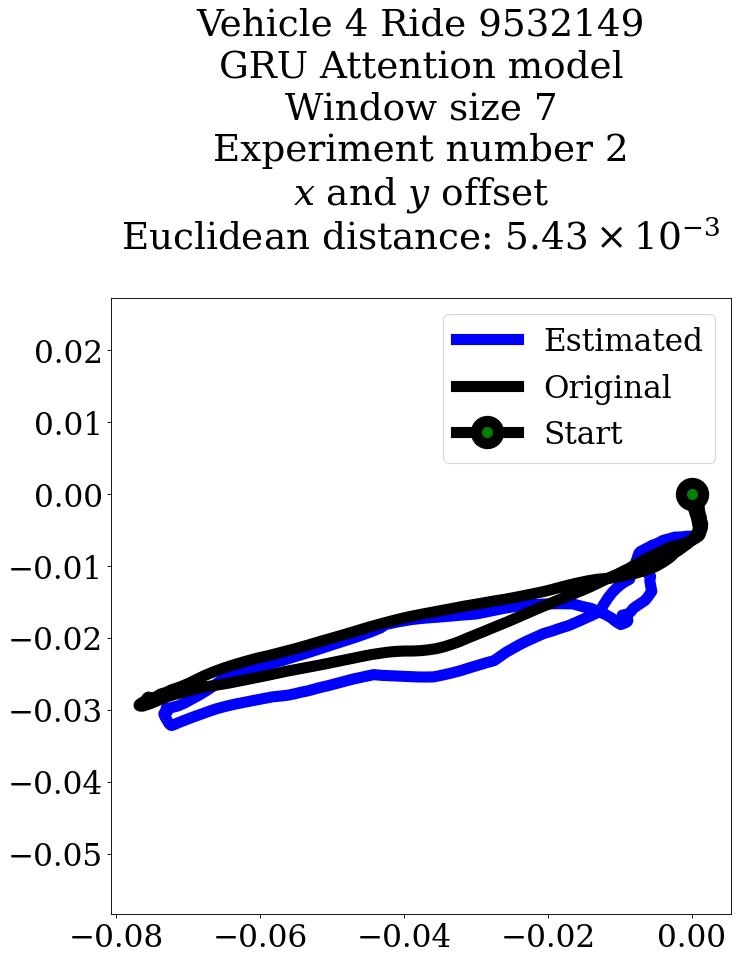 Vehicle 4 Ride 9532149
GRU Attention model
Window size 7
Experiment number 2
x and y offset
Euclidean distance: 5.43 × 10⁻³
Estimated
Original
Start
0.02
0.01
0.00
−0.01
−0.02
−0.03
−0.04
−0.05
−0.08 −0.06 −0.04 −0.02 0.00